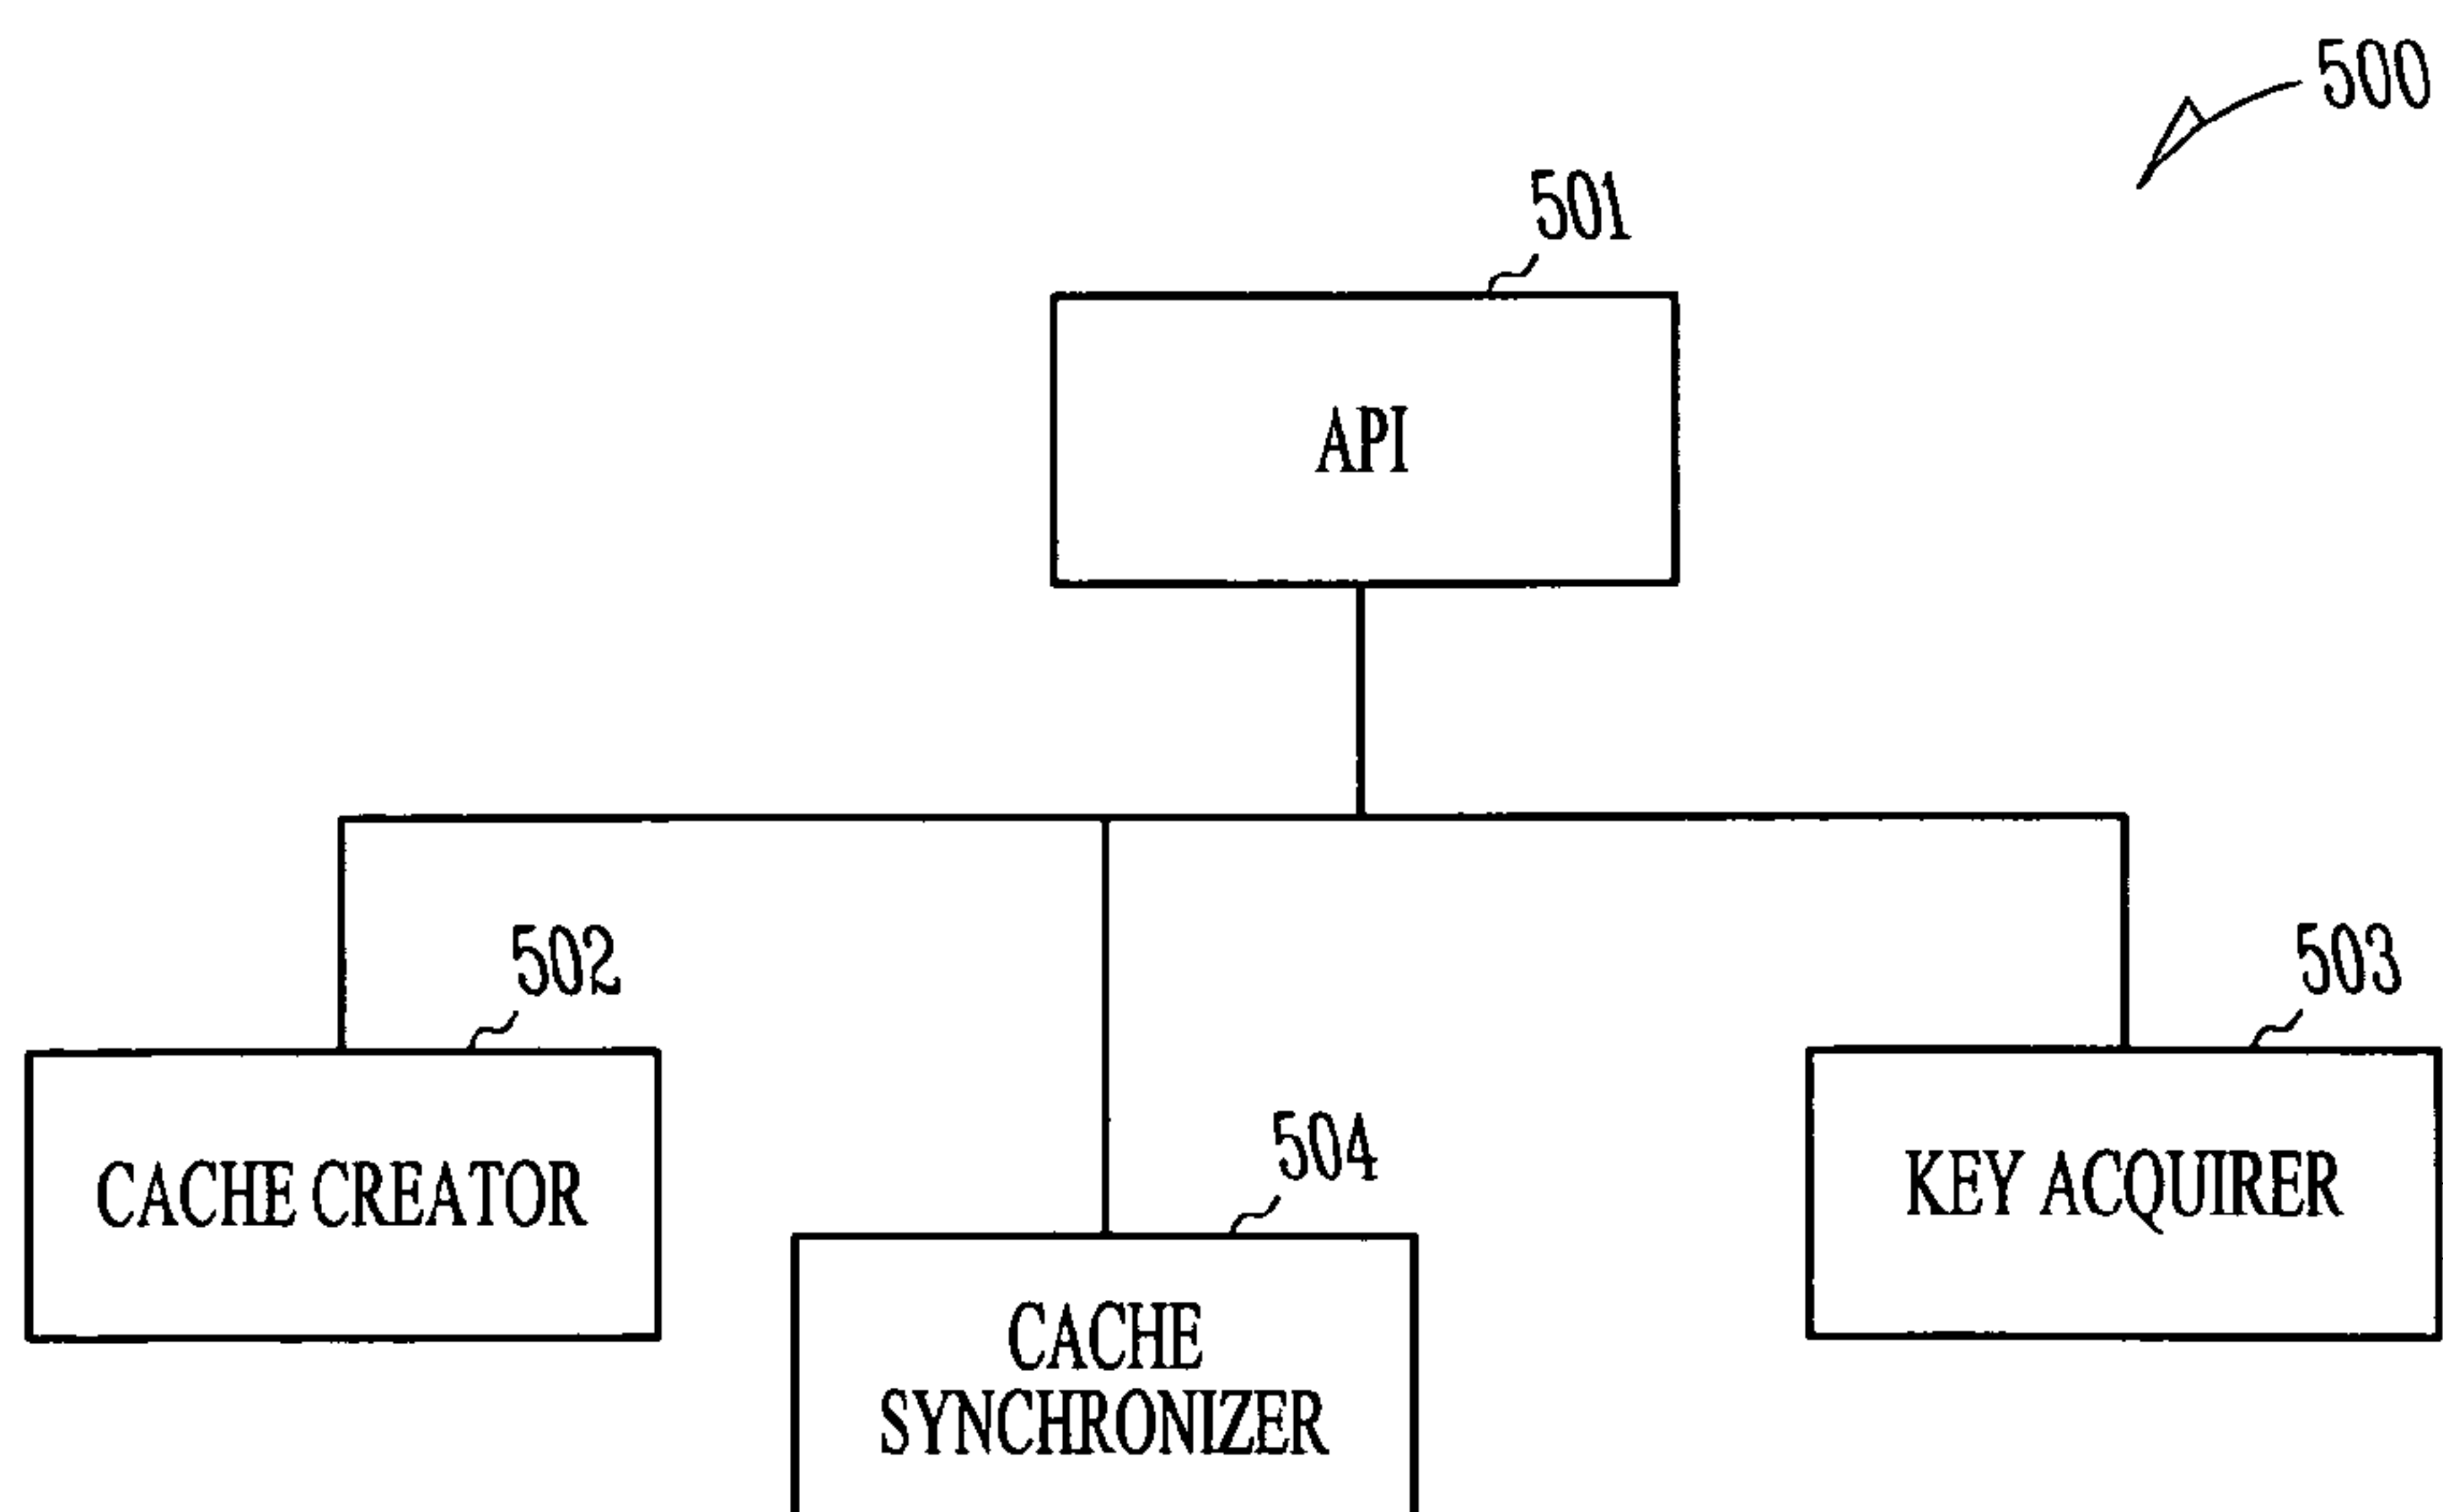 500
501
API
502
503
504
CACHE CREATOR
KEY ACQUIRER
CACHE
SYNCHRONIZER